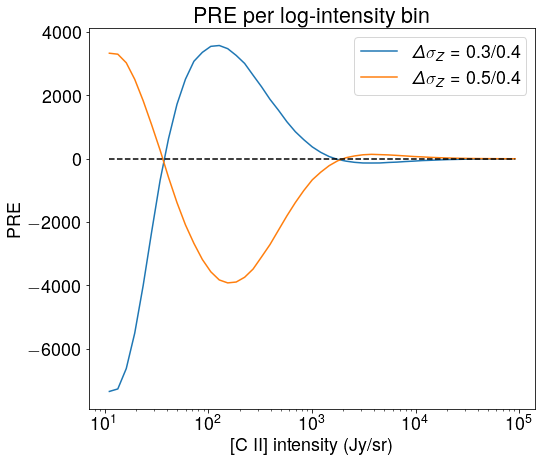 PRE per log-intensity bin
Δσ_Z = 0.3/0.4
Δσ_Z = 0.5/0.4
4000
2000
0
−2000
−4000
−6000
PRE
10^1
10^2
10^3
10^4
10^5
[C II] intensity (Jy/sr)